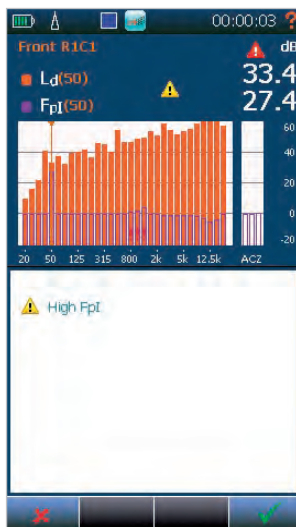 00:00:03 ?
Front R1C1 dB
Ld(50) 33.4
FpI(50) 27.4
60
40
20
0
-20
20 50 125 315 800 2k 5k 12.5k ACZ
High FpI